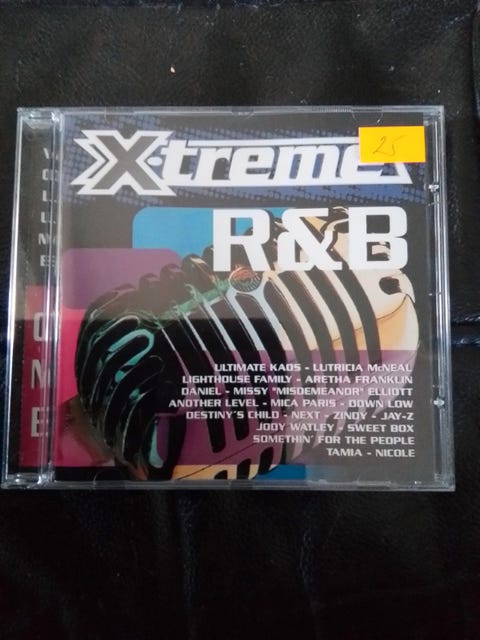 X-treme
25
R&B
VOLUME
ONE
ULTIMATE KAOS - LUTRICIA McNEAL
LIGHTHOUSE FAMILY - ARETHA FRANKLIN
DANIEL - MISSY "MISDEMEANOR" ELLIOTT
ANOTHER LEVEL - MICA PARIS - DOWN LOW
DESTINY'S CHILD - NEXT - ZINDY - JAY-Z
JODY WATLEY - SWEET BOX
SOMETHIN' FOR THE PEOPLE
TAMIA - NICOLE